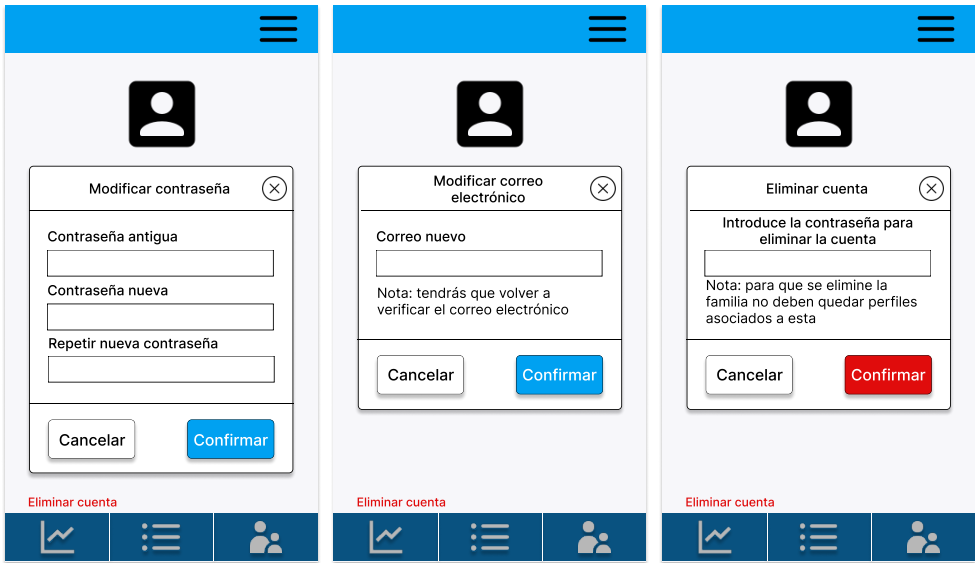 Modificar contraseña
Contraseña antigua
Contraseña nueva
Repetir nueva contraseña
Cancelar
Confirmar
Eliminar cuenta
Modificar correo
electrónico
Correo nuevo
Nota: tendrás que volver a
verificar el correo electrónico
Cancelar
Confirmar
Eliminar cuenta
Eliminar cuenta
Introduce la contraseña para
eliminar la cuenta
Nota: para que se elimine la
familia no deben quedar perfiles
asociados a esta
Cancelar
Confirmar
Eliminar cuenta